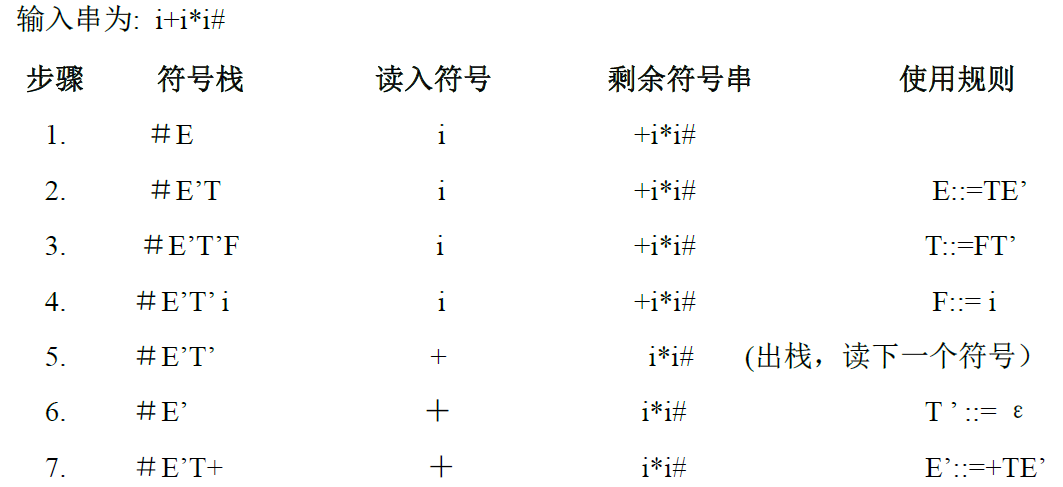 输入串为: i+i*i#
步骤 符号栈 读入符号 剩余符号串 使用规则
1. ＃E i +i*i#
2. ＃E’T i +i*i# E::=TE’
3. ＃E’T’F i +i*i# T::=FT’
4. ＃E’T’ i i +i*i# F::= i
5. ＃E’T’ + i*i# (出栈，读下一个符号）
6. ＃E’ ＋ i*i# T ’ ::= ε
7. ＃E’T+ ＋ i*i# E’::=+TE’